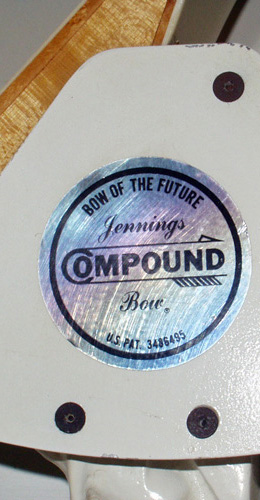 BOW OF THE FUTURE
Jennings
COMPOUND
Bow
U.S. PAT. 3486495